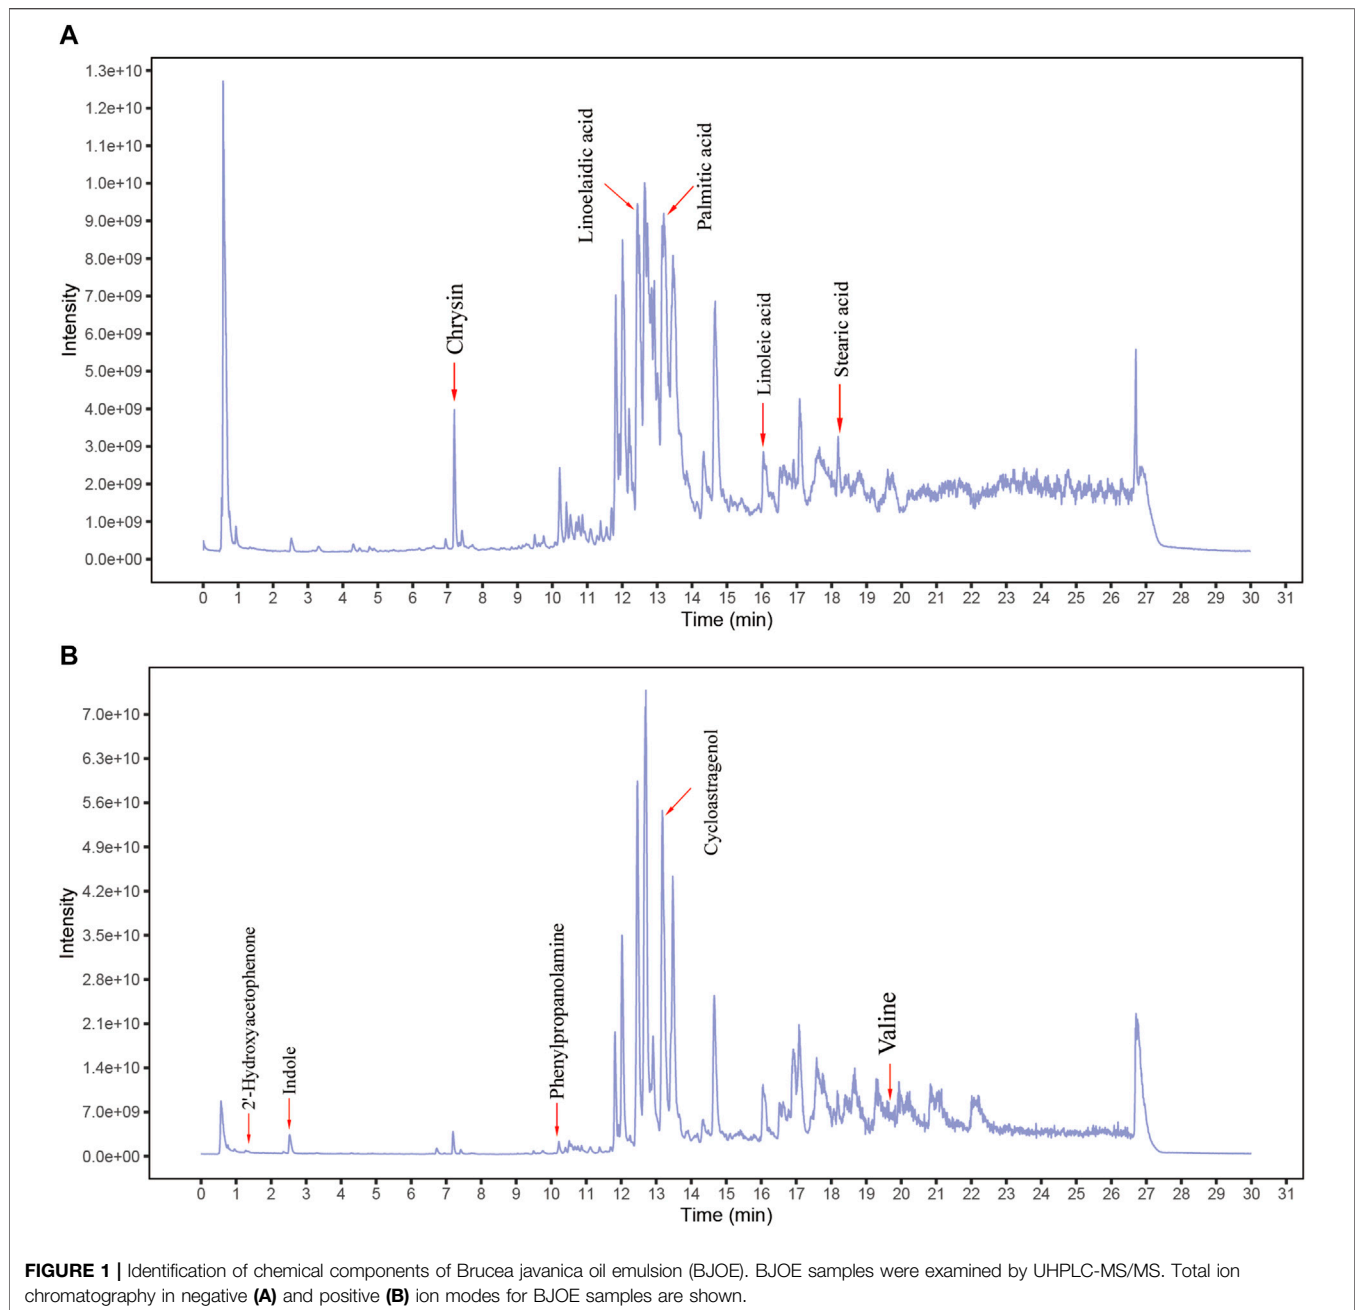 A
1.3e+10
1.2e+10
1.1e+10
1.0e+10
9.0e+09
8.0e+09
7.0e+09
6.0e+09
5.0e+09
4.0e+09
3.0e+09
2.0e+09
1.0e+09
0.0e+00
Intensity
Chrysin
Linoelaidic acid
Palmitic acid
Linoleic acid
Stearic acid
0 1 2 3 4 5 6 7 8 9 10 11 12 13 14 15 16 17 18 19 20 21 22 23 24 25 26 27 28 29 30 31
Time (min)
B
7.0e+10
6.3e+10
5.6e+10
4.9e+10
4.2e+10
3.5e+10
2.8e+10
2.1e+10
1.4e+10
7.0e+09
0.0e+00
Intensity
2'-Hydroxyacetophenone
Indole
Phenylpropanolamine
Cycloastragenol
Valine
0 1 2 3 4 5 6 7 8 9 10 11 12 13 14 15 16 17 18 19 20 21 22 23 24 25 26 27 28 29 30 31
Time (min)
FIGURE 1 | Identification of chemical components of Brucea javanica oil emulsion (BJOE). BJOE samples were examined by UHPLC-MS/MS. Total ion
chromatography in negative (A) and positive (B) ion modes for BJOE samples are shown.